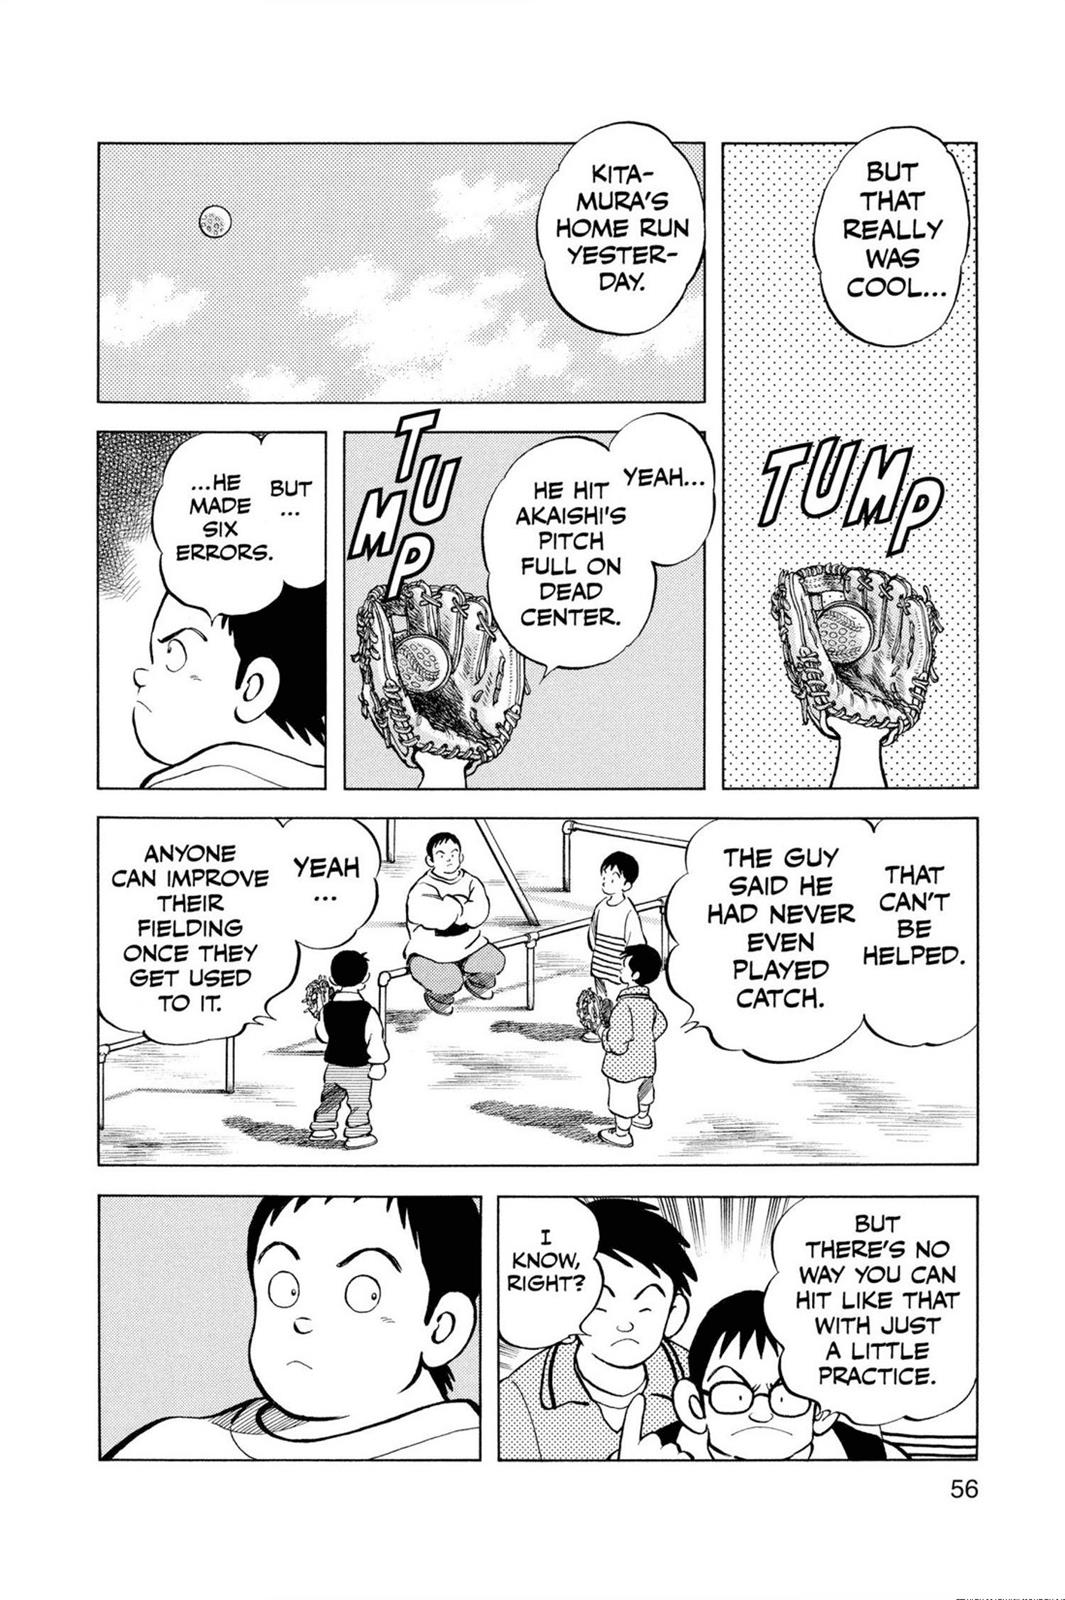 BUT
THAT
REALLY
WAS
COOL...
TUMP
KITA-
MURA'S
HOME RUN
YESTER-
DAY.
YEAH...
HE HIT
AKAISHI'S
PITCH
FULL ON
DEAD
CENTER.
TUMP
BUT
...
...HE
MADE
SIX
ERRORS.
THAT
CAN'T
BE
HELPED.
THE GUY
SAID HE
HAD NEVER
EVEN
PLAYED
CATCH.
YEAH
...
ANYONE
CAN IMPROVE
THEIR
FIELDING
ONCE THEY
GET USED
TO IT.
BUT
THERE'S NO
WAY YOU CAN
HIT LIKE THAT
WITH JUST
A LITTLE
PRACTICE.
I
KNOW,
RIGHT?
56